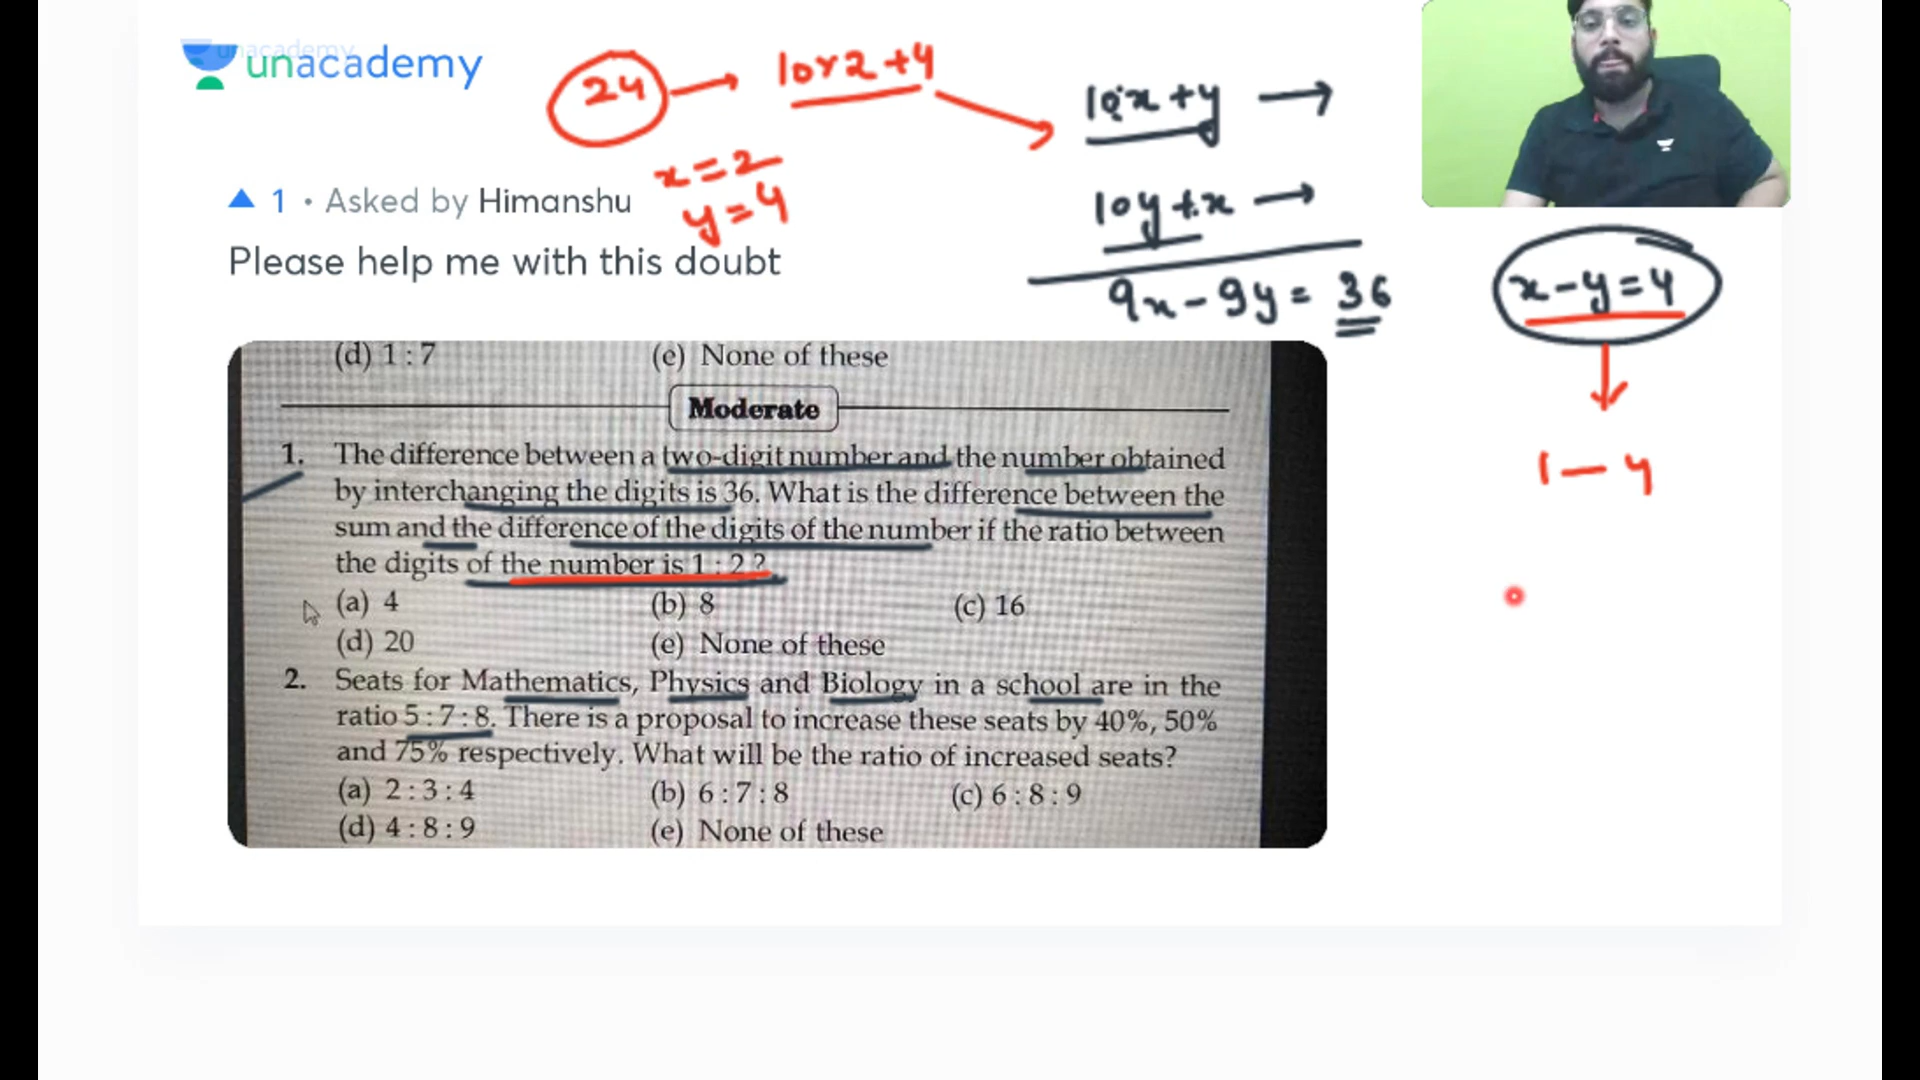 unacademy
unacademy
24 → 10×2+4
x=2
y=4
10x+y →
10y+x →
9x-9y = 36
x-y=4
1-4
▲ 1 • Asked by Himanshu
Please help me with this doubt
(d) 1 : 7 (e) None of these
Moderate
1. The difference between a two-digit number and the number obtained
by interchanging the digits is 36. What is the difference between the
sum and the difference of the digits of the number if the ratio between
the digits of the number is 1 : 2 ?
(a) 4 (b) 8 (c) 16
(d) 20 (e) None of these
2. Seats for Mathematics, Physics and Biology in a school are in the
ratio 5 : 7 : 8. There is a proposal to increase these seats by 40%, 50%
and 75% respectively. What will be the ratio of increased seats?
(a) 2 : 3 : 4 (b) 6 : 7 : 8 (c) 6 : 8 : 9
(d) 4 : 8 : 9 (e) None of these